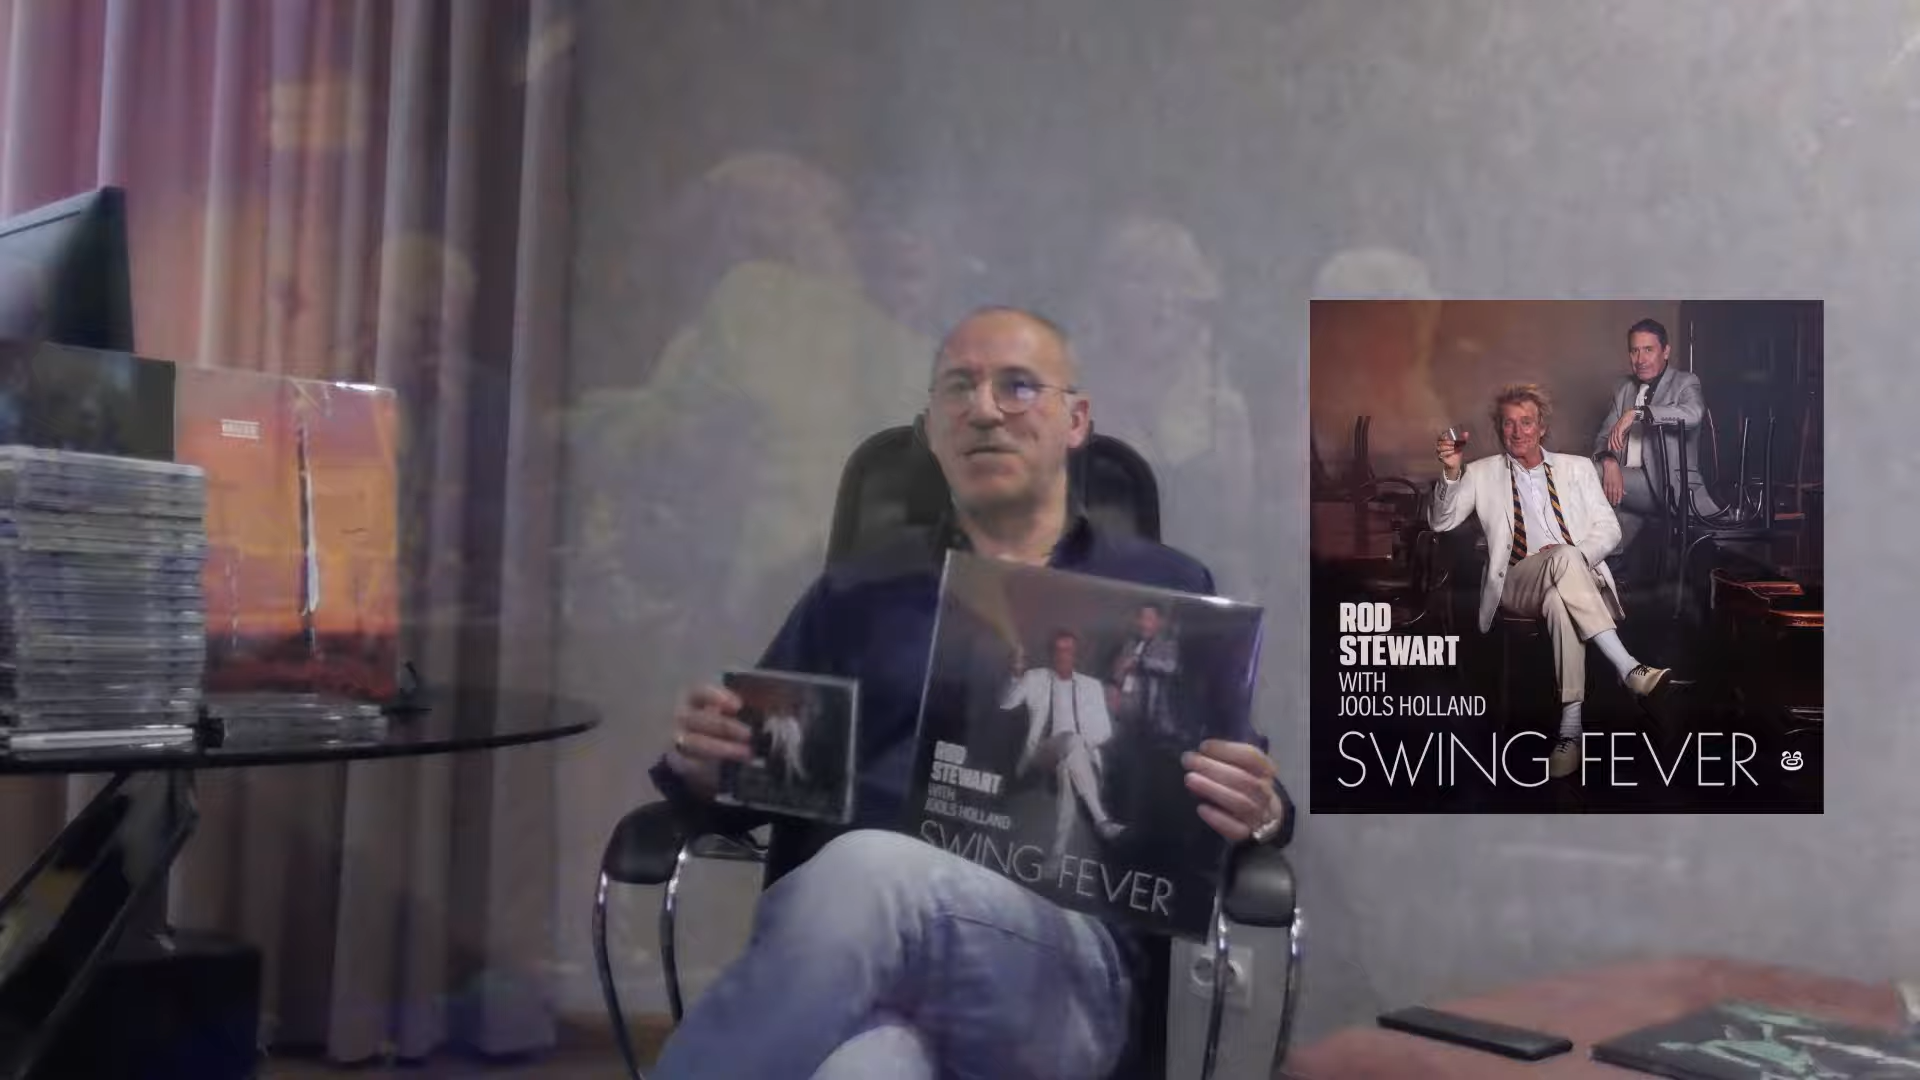 ROD
STEWART
WITH
JOOLS HOLLAND
SWING FEVER
ROD
STEWART
WITH
JOOLS HOLLAND
SWING FEVER